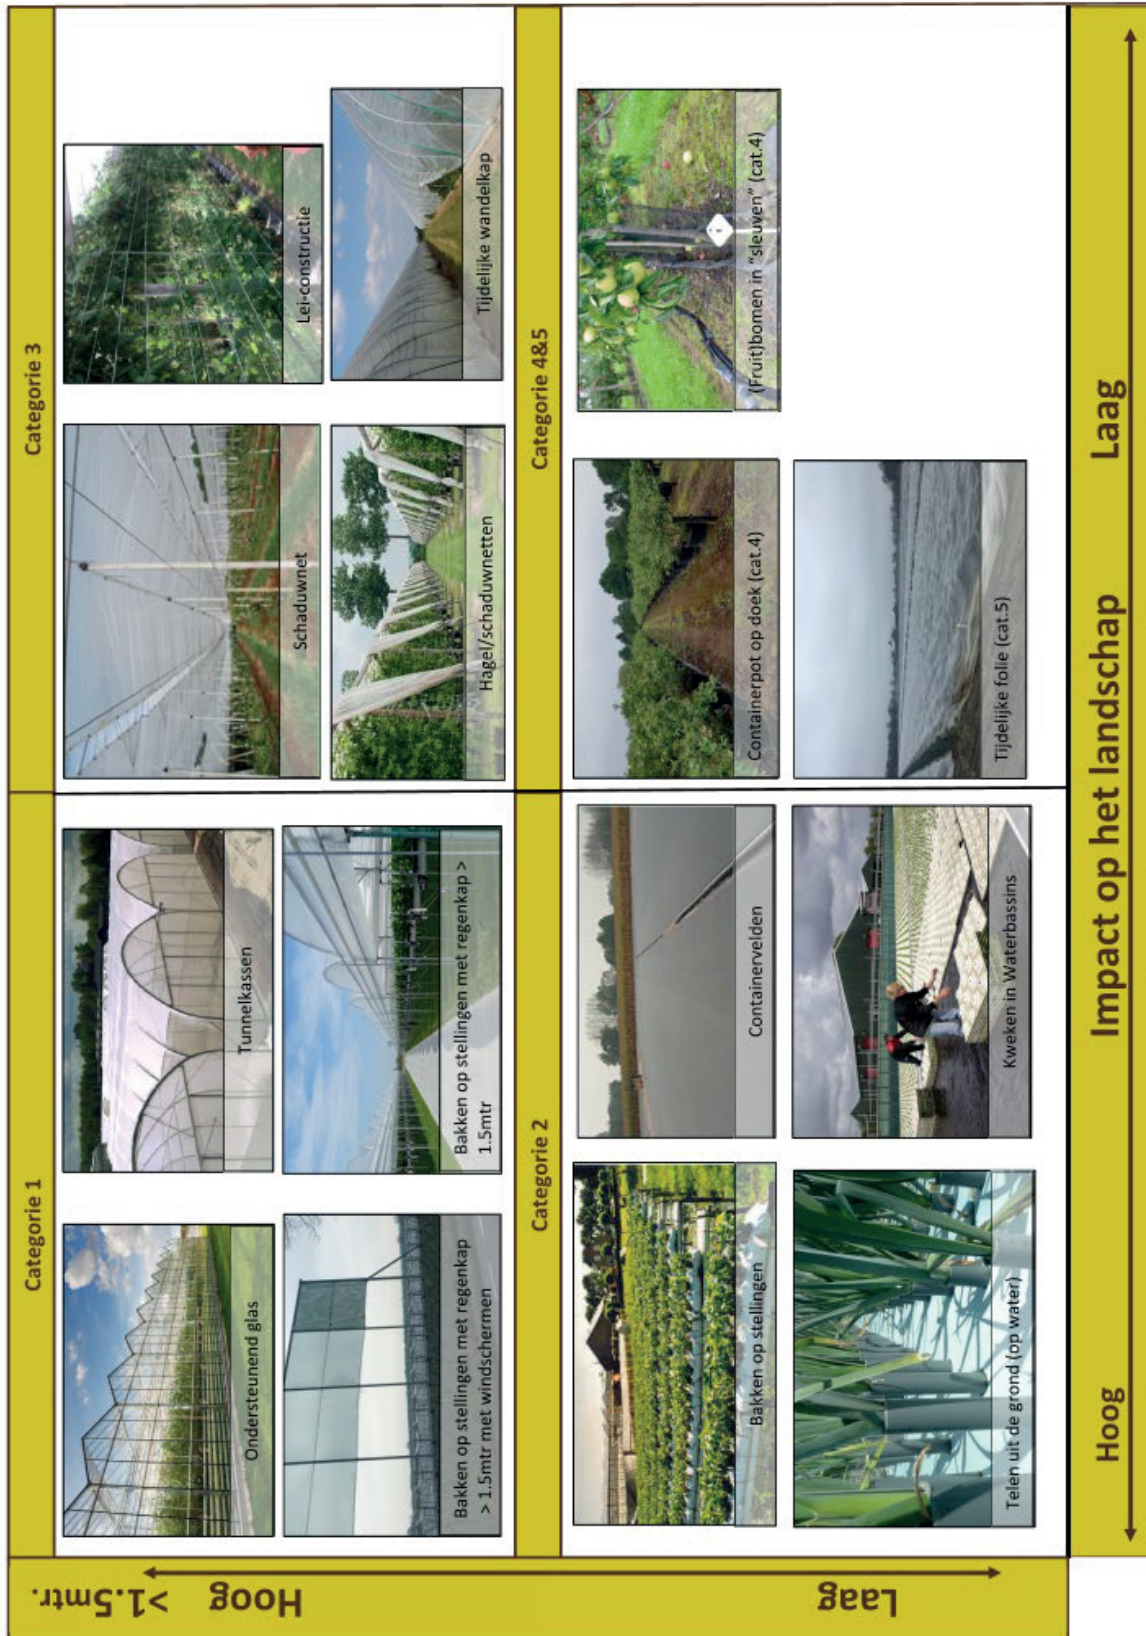 Categorie 1
Ondersteunend glas
Tunnelkassen
Bakken op stellingen met regenkap
> 1.5mtr met windschermen
Bakken op stellingen met regenkap >
1.5mtr
Categorie 3
Schaduwnet
Lei-constructie
Hagel/schaduwnetten
Tijdelijke wandelkap
Categorie 2
Bakken op stellingen
Containervelden
Telen uit de grond (op water)
Kweken in Waterbassins
Categorie 4&5
Containerpot op doek (cat.4)
(Fruit)bomen in "sleuven" (cat.4)
Tijdelijke folie (cat.5)
Hoog
>1.5mtr.
Laag
Hoog
Impact op het landschap
Laag